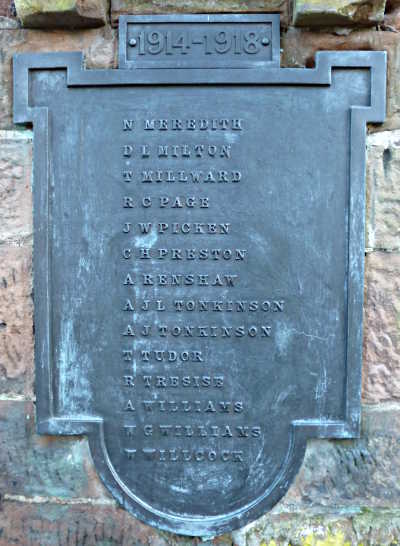 1914-1918
N MEREDITH
D L MILTON
T MILLWARD
R C PAGE
J W PICKEN
C H PRESTON
A RENSHAW
A J L TONKINSON
A J TONKINSON
T TUDOR
R TRESISE
A WILLIAMS
W G WILLIAMS
W WILLCOCK